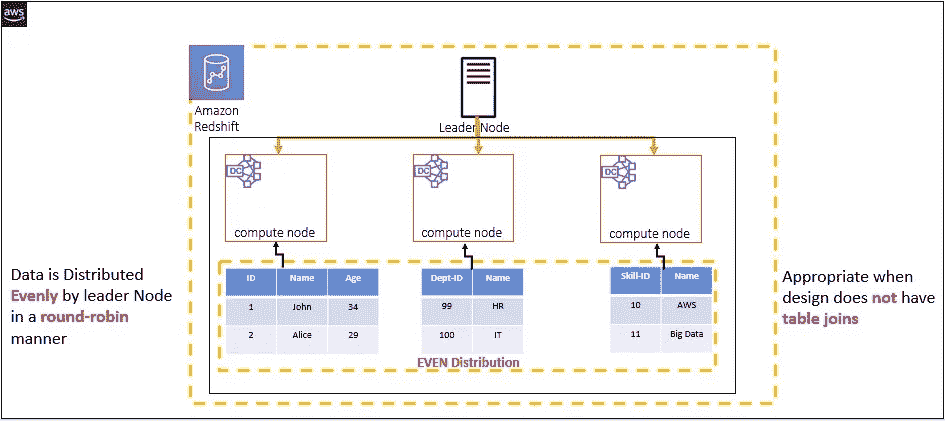 aws
Amazon
Redshift
Leader Node
DC
DC
DC
compute node
compute node
compute node
Data is Distributed
Evenly by leader Node
in a round-robin
manner
ID Name Age
1 John 34
2 Alice 29
Dept-ID Name
99 HR
100 IT
Skill-ID Name
10 AWS
11 Big Data
EVEN Distribution
Appropriate when
design does not have
table joins